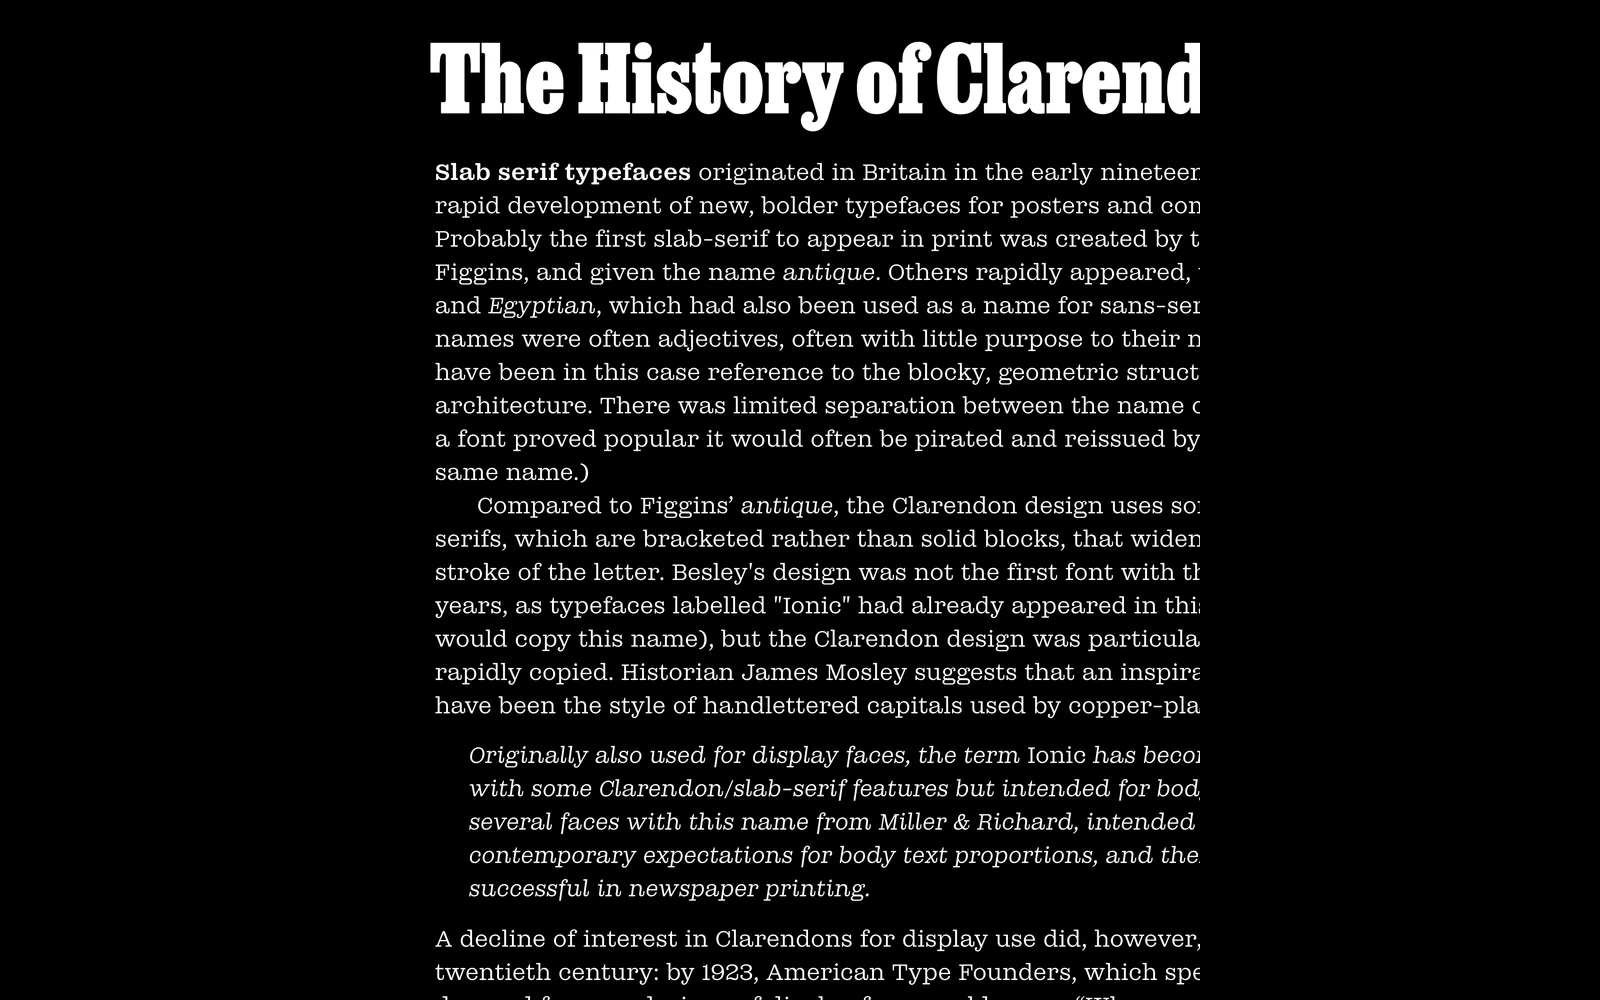 The History of Clarend
Slab serif typefaces originated in Britain in the early nineteen
rapid development of new, bolder typefaces for posters and com
Probably the first slab-serif to appear in print was created by t
Figgins, and given the name antique. Others rapidly appeared,
and Egyptian, which had also been used as a name for sans-ser
names were often adjectives, often with little purpose to their n
have been in this case reference to the blocky, geometric struct
architecture. There was limited separation between the name
a font proved popular it would often be pirated and reissued by
same name.)
Compared to Figgins’ antique, the Clarendon design uses
serifs, which are bracketed rather than solid blocks, that widen
stroke of the letter. Besley's design was not the first font with
years, as typefaces labelled "Ionic" had already appeared in this
would copy this name), but the Clarendon design was particula
rapidly copied. Historian James Mosley suggests that an inspira
have been the style of handlettered capitals used by copper-pla
Originally also used for display faces, the term Ionic has
with some Clarendon/slab-serif features but intended for
several faces with this name from Miller & Richard, intended
contemporary expectations for body text proportions, and
successful in newspaper printing.
A decline of interest in Clarendons for display use did, however,
twentieth century: by 1923, American Type Founders, which spe